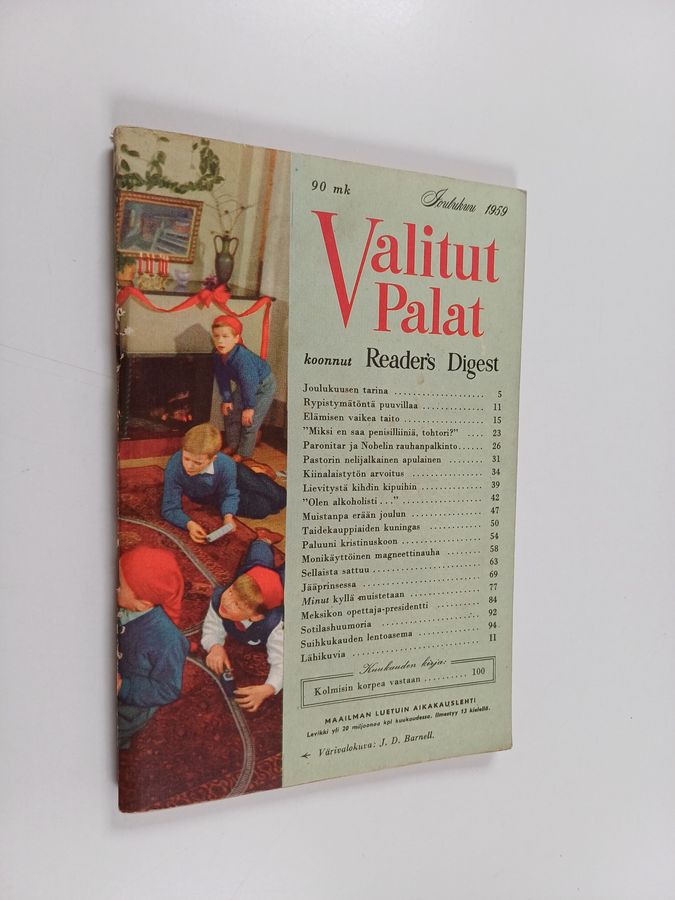 90 mk
Joulukuu 1959
Valitut
Palat
koonnut Reader's Digest
Joulukuusen tarina .................... 5
Rypistymätöntä puuvillaa .............. 11
Elämisen vaikea taito .................. 15
"Miksi en saa penisilliiniä, tohtori?" .... 23
Paronitar ja Nobelin rauhanpalkinto...... 26
Pastorin nelijalkainen apulainen ........ 31
Kiinalaistytön arvoitus ................ 34
Lievitystä kihdin kipuihin .............. 39
"Olen alkoholisti ..." .................. 42
Muistanpa erään joulun ................ 47
Taidekauppiaiden kuningas ............ 50
Paluuni kristinuskoon .................. 54
Monikäyttöinen magneettinauha ........ 58
Sellaista sattuu ........................ 63
Jääprinsessa .......................... 69
Minut kyllä muistetaan ................ 77
Meksikon opettaja-presidentti .......... 84
Sotilashuumoria ...................... 92
Suihkukauden lentoasema .............. 94
Lähikuvia ............................ II
Kuukauden kirja:
Kolmisin korpea vastaan .......... 100
MAAILMAN LUETUIN AIKAKAUSLEHTI
Levikki yli 20 miljoonaa kpl kuukaudessa. Ilmestyy 13 kielellä.
← Värivalokuva: J. D. Barnell.